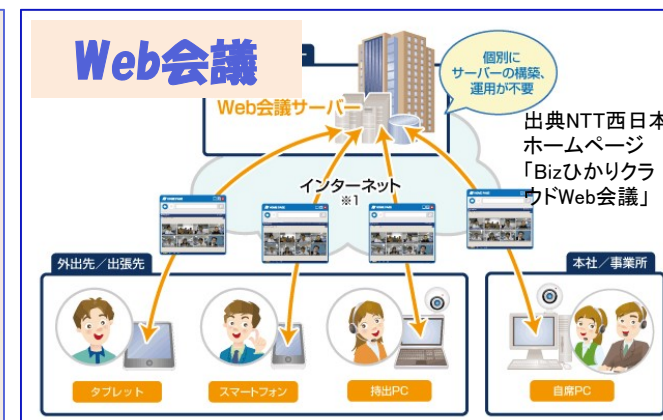 Web会議
Web会議サーバー
個別に
サーバーの構築、
運用が不要
出典NTT西日本
ホームページ
「Bizひかりクラ
ウドWeb会議」
インターネット
※1
外出先／出張先
本社／事業所
タブレット
スマートフォン
持出PC
自席PC